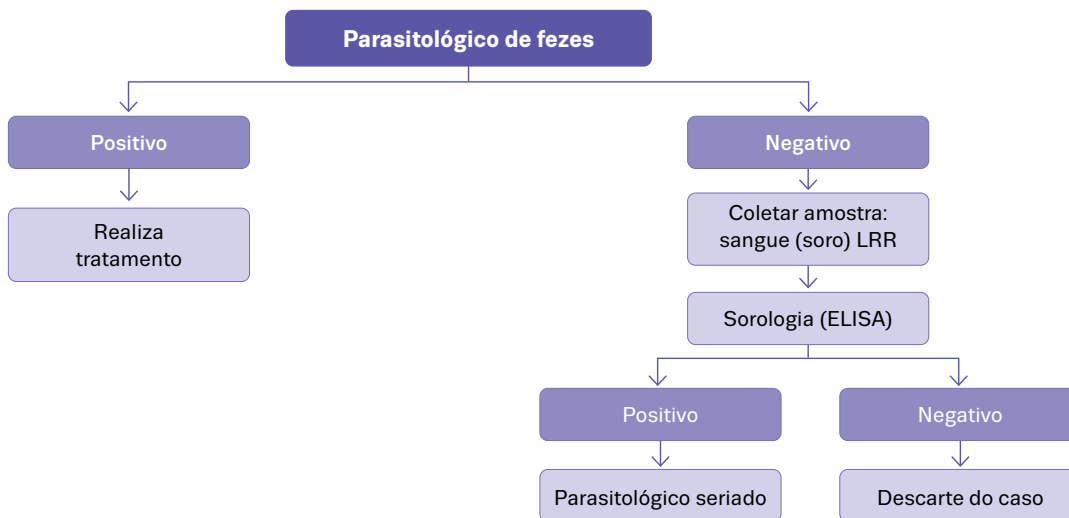 Parasitológico de fezes
Positivo
Negativo
Realiza
tratamento
Coletar amostra:
sangue (soro) LRR
Sorologia (ELISA)
Positivo
Negativo
Parasitológico seriado
Descarte do caso